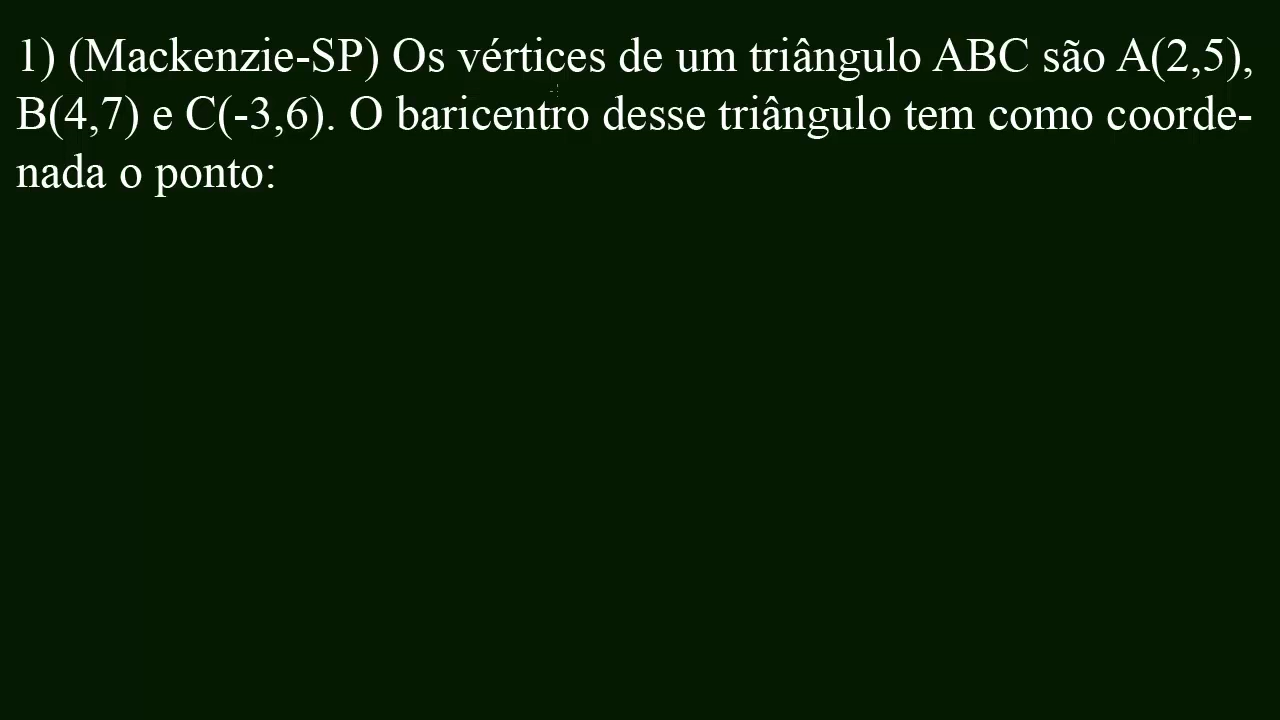 1) (Mackenzie-SP) Os vértices de um triângulo ABC são A(2,5),
B(4,7) e C(-3,6). O baricentro desse triângulo tem como coorde-
nada o ponto: